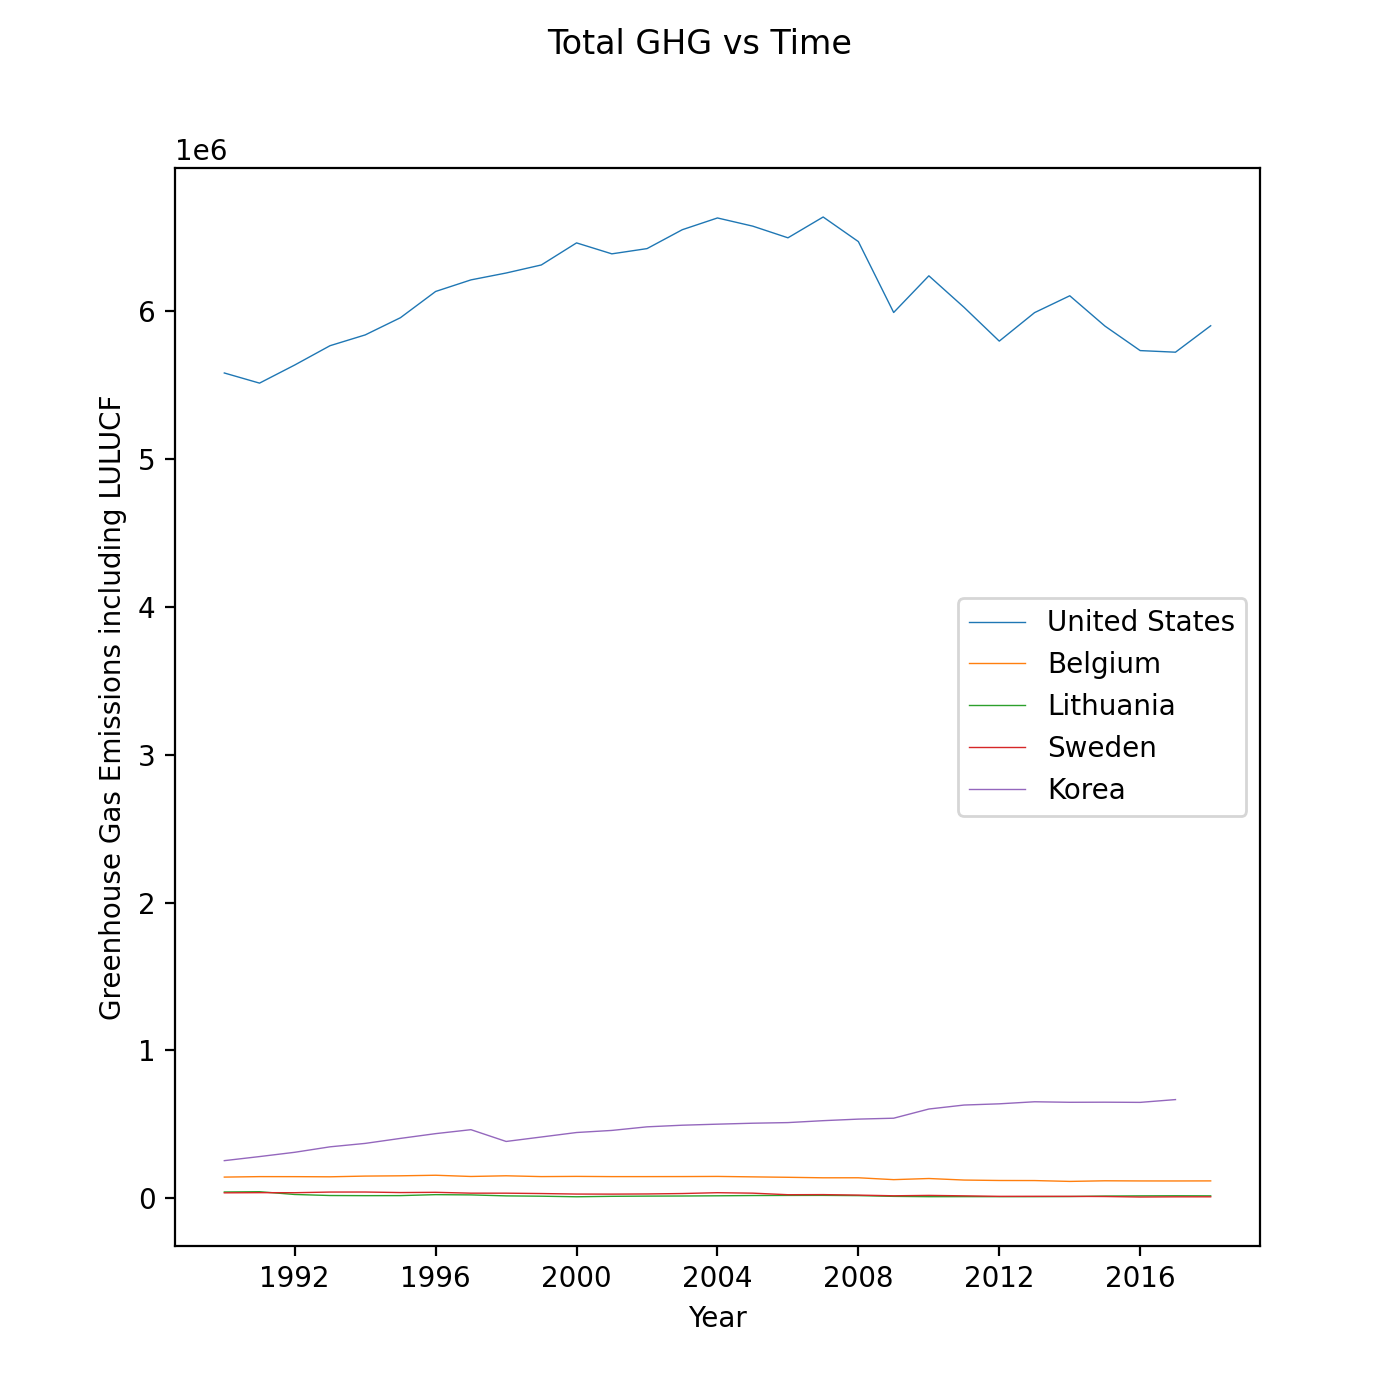 Total GHG vs Time
1e6
6
5
4
3
2
1
0
Greenhouse Gas Emissions including LULUCF
United States
Belgium
Lithuania
Sweden
Korea
1992 1996 2000 2004 2008 2012 2016
Year